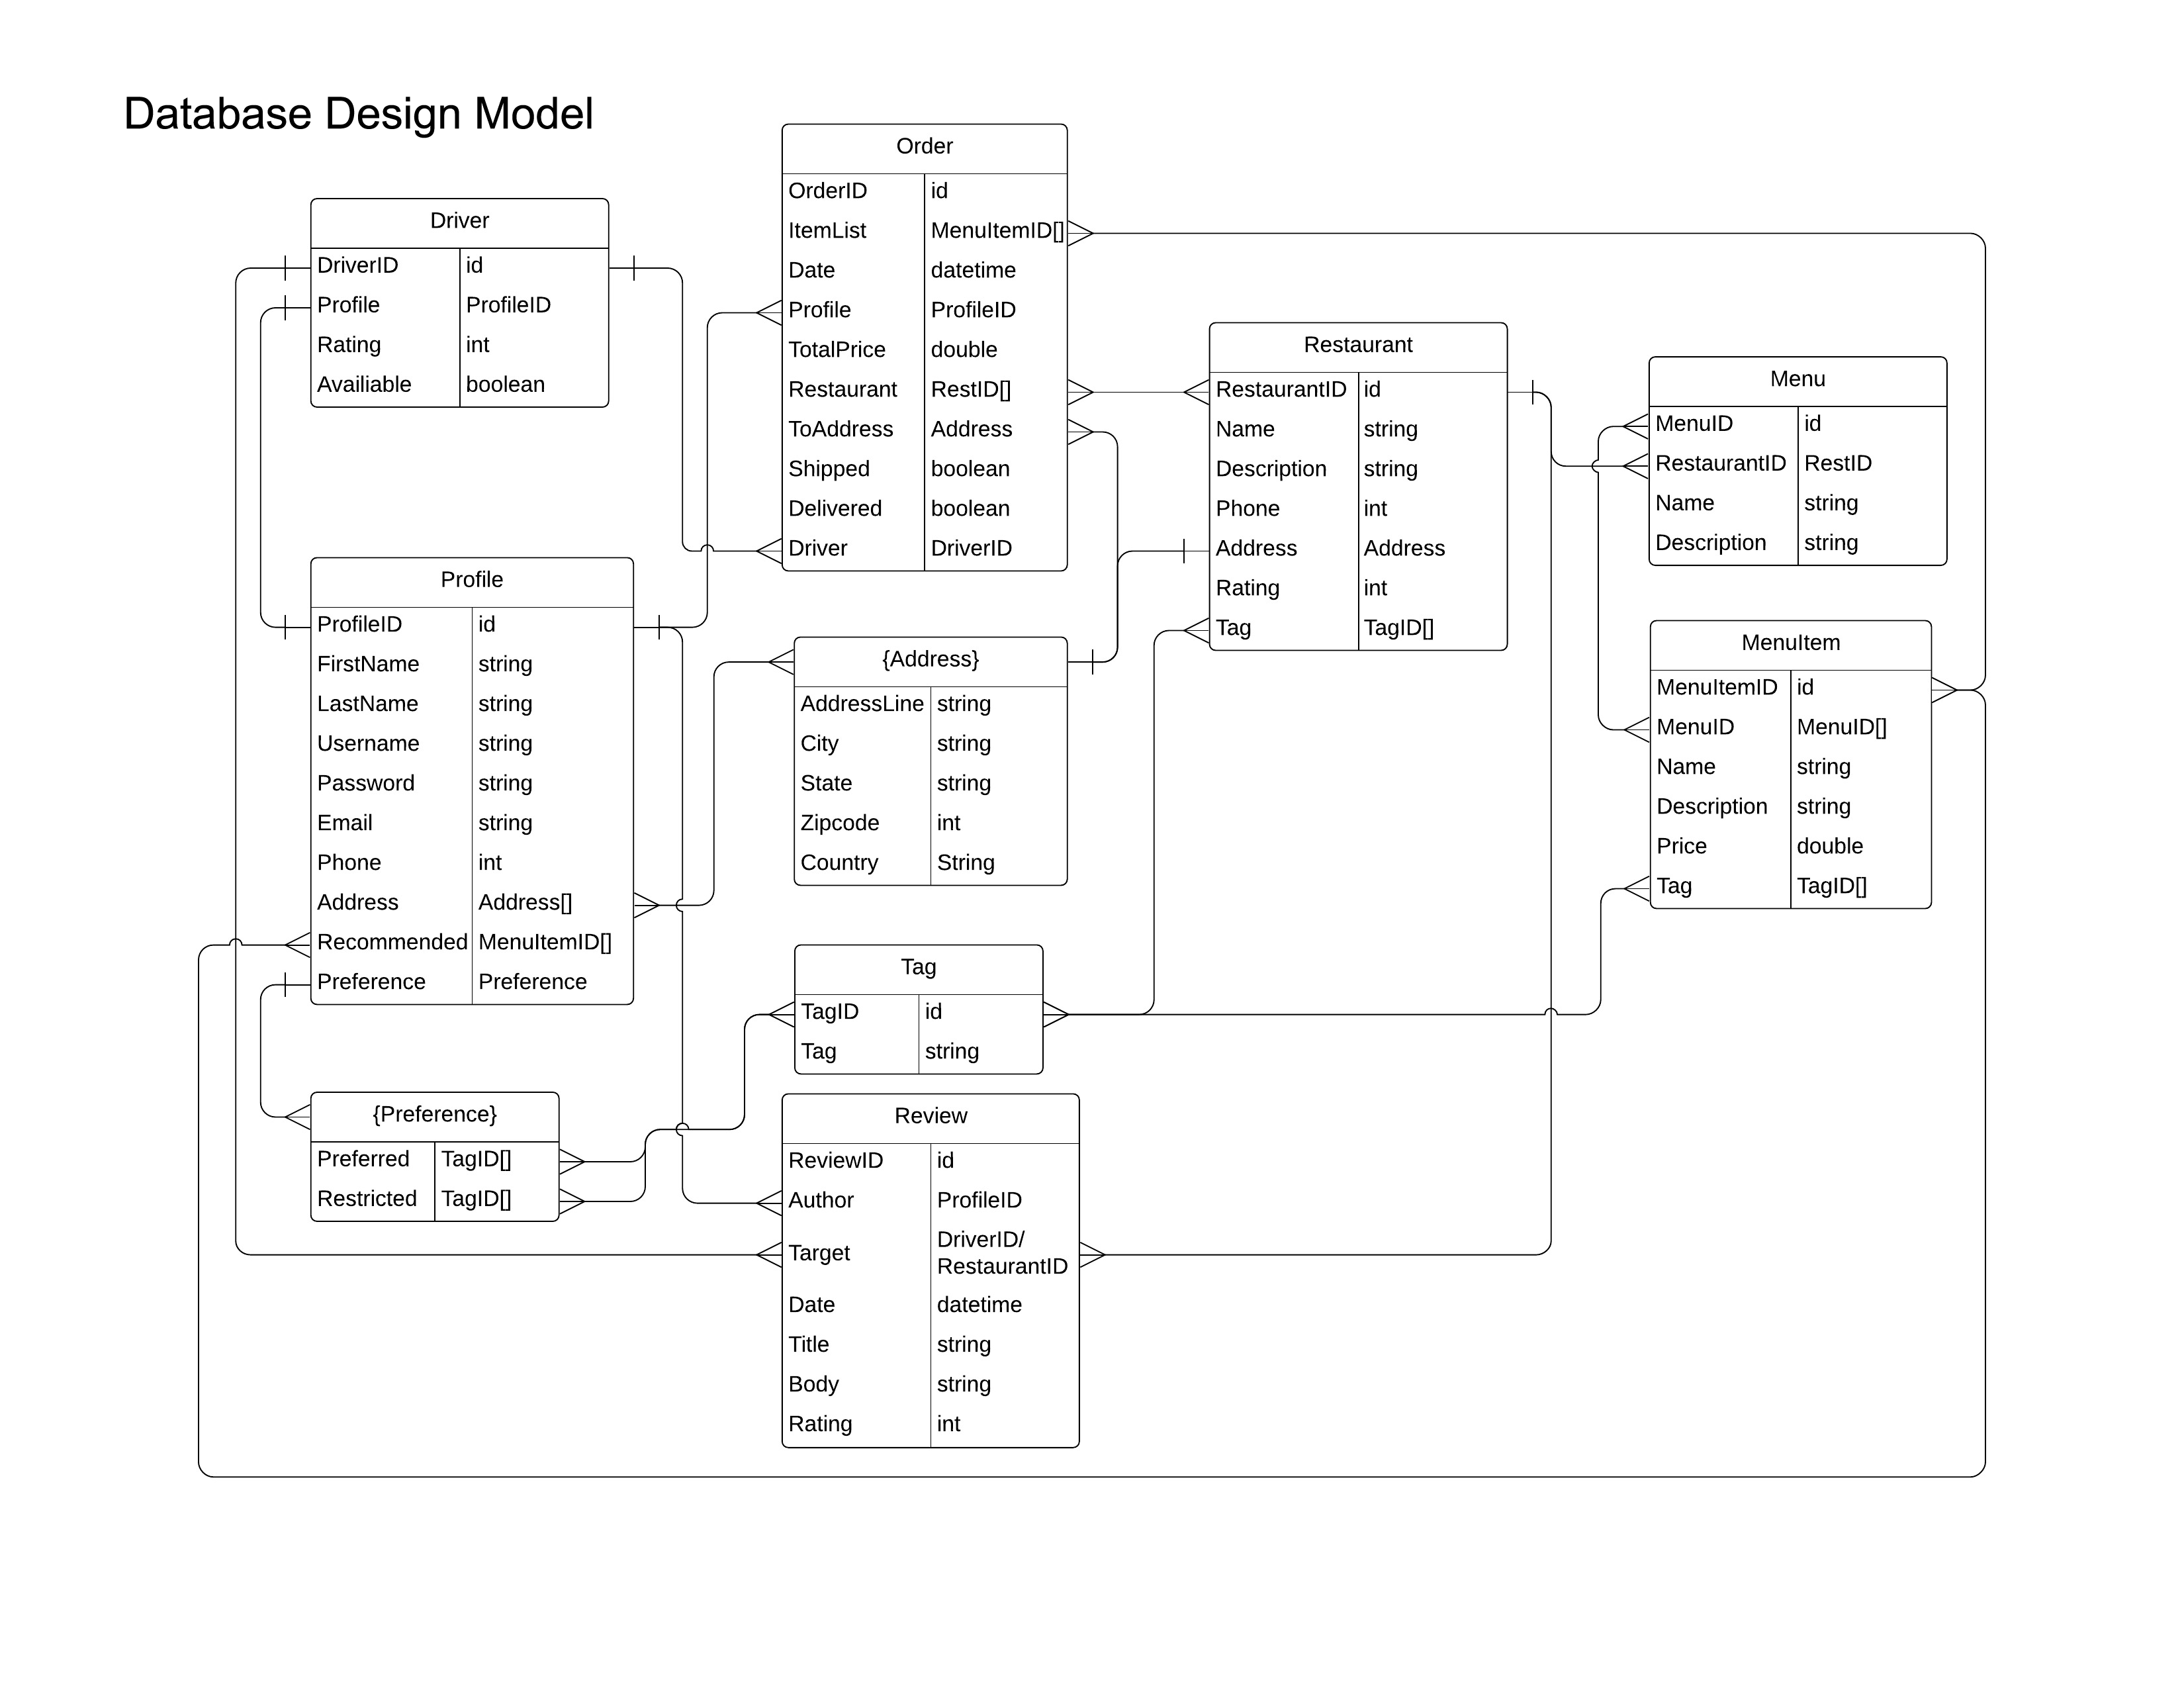 Database Design Model
Driver
DriverID id
Profile ProfileID
Rating int
Availiable boolean
Order
OrderID id
ItemList MenuItemID[]
Date datetime
Profile ProfileID
TotalPrice double
Restaurant RestID[]
ToAddress Address
Shipped boolean
Delivered boolean
Driver DriverID
Restaurant
RestaurantID id
Name string
Description string
Phone int
Address Address
Rating int
Tag TagID[]
Menu
MenuID id
RestaurantID RestID
Name string
Description string
Profile
ProfileID id
FirstName string
LastName string
Username string
Password string
Email string
Phone int
Address Address[]
Recommended MenuItemID[]
Preference Preference
{Address}
AddressLine string
City string
State string
Zipcode int
Country String
MenuItem
MenuItemID id
MenuID MenuID[]
Name string
Description string
Price double
Tag TagID[]
Tag
TagID id
Tag string
{Preference}
Preferred TagID[]
Restricted TagID[]
Review
ReviewID id
Author ProfileID
Target DriverID/
RestaurantID
Date datetime
Title string
Body string
Rating int